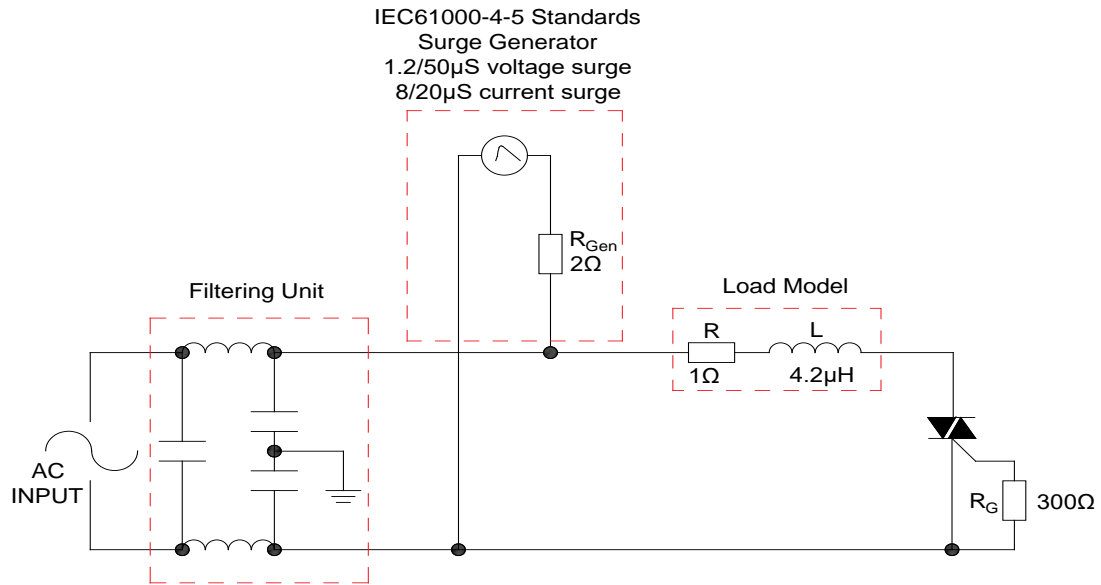 IEC61000-4-5 Standards
Surge Generator
1.2/50µS voltage surge
8/20µS current surge
RGen
2Ω
Filtering Unit
Load Model
R
L
1Ω
4.2µH
AC
INPUT
RG
300Ω